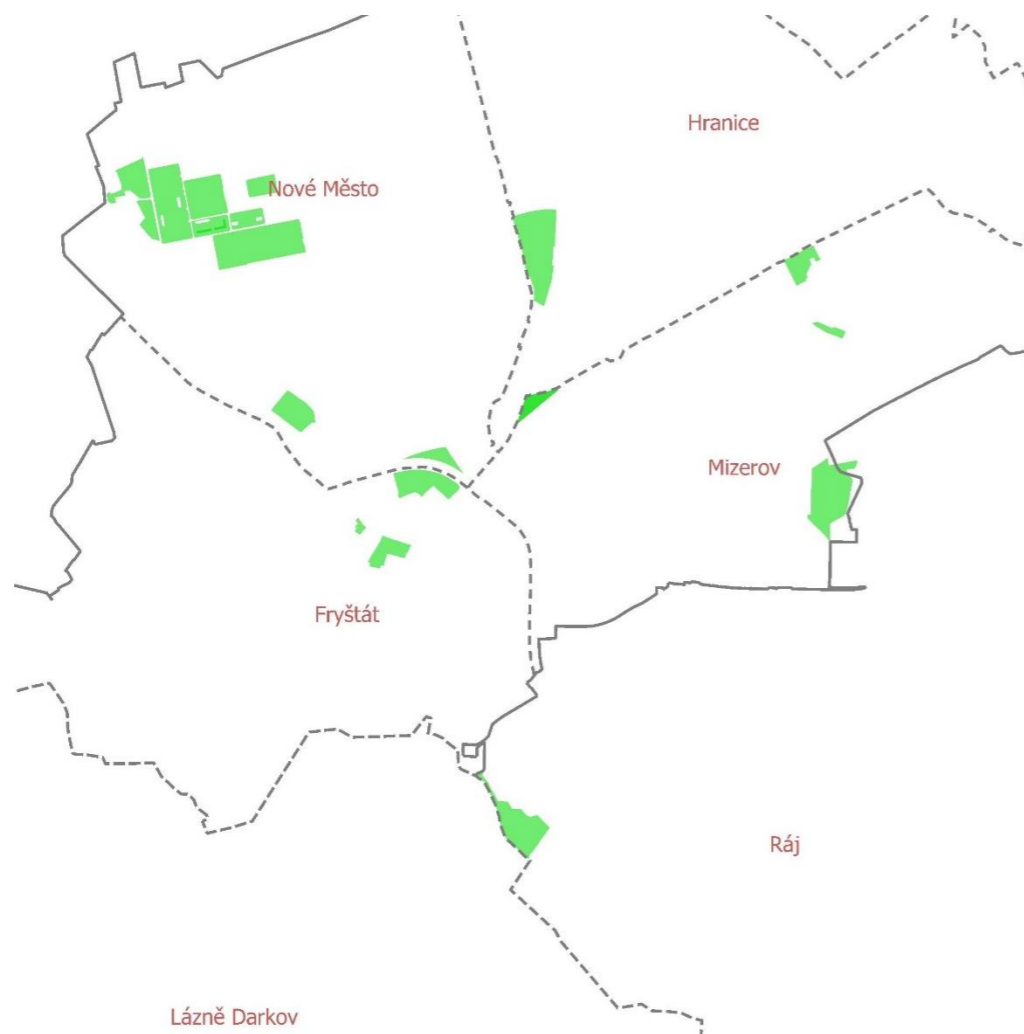 Hranice
Nové Město
Mizerov
Fryštát
Ráj
Lázně Darkov